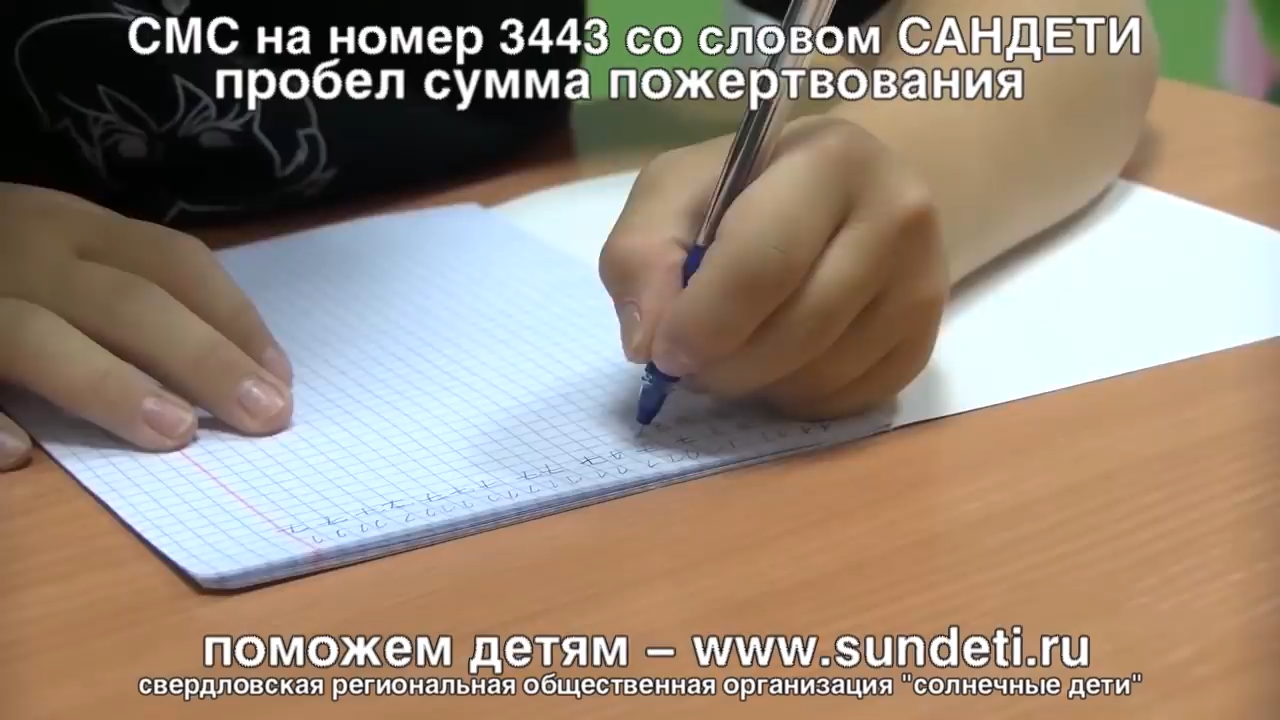 СМС на номер 3443 со словом САНДЕТИ
пробел сумма пожертвования
поможем детям – www.sundeti.ru
свердловская региональная общественная организация "солнечные дети"